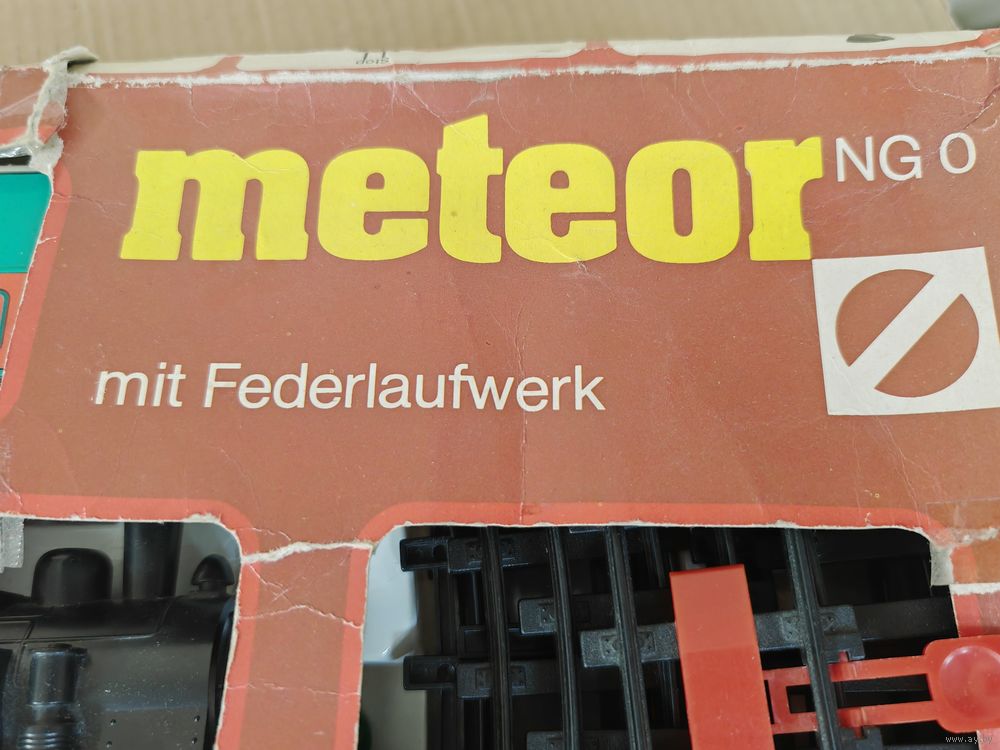 meteor NG 0
mit Federlaufwerk